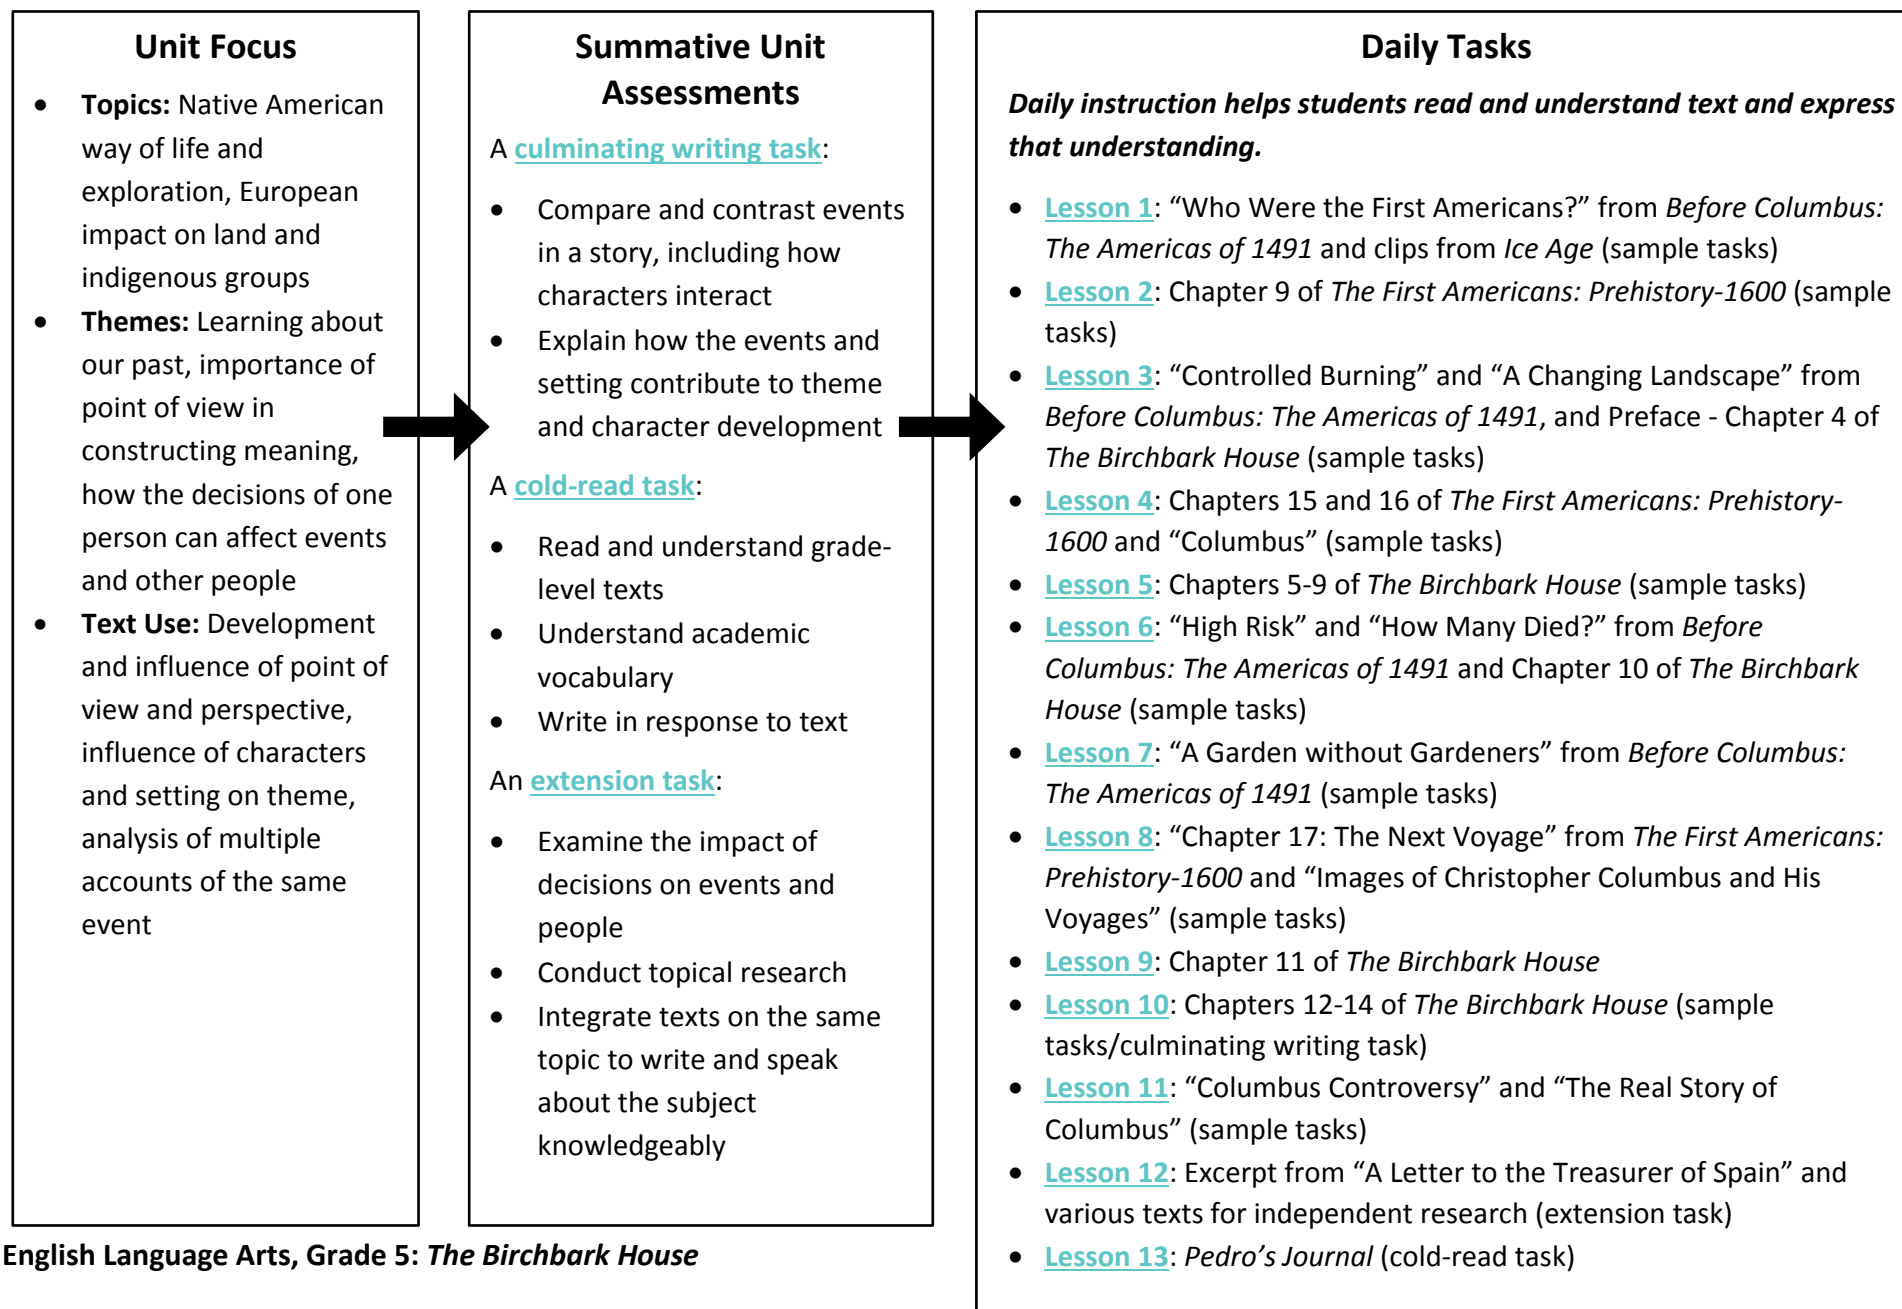 Unit Focus
• Topics: Native American
way of life and
exploration, European
impact on land and
indigenous groups
• Themes: Learning about
our past, importance of
point of view in
constructing meaning,
how the decisions of one
person can affect events
and other people
• Text Use: Development
and influence of point of
view and perspective,
influence of characters
and setting on theme,
analysis of multiple
accounts of the same
event
Summative Unit
Assessments
A culminating writing task:
• Compare and contrast events
in a story, including how
characters interact
• Explain how the events and
setting contribute to theme
and character development
A cold-read task:
• Read and understand grade-
level texts
• Understand academic
vocabulary
• Write in response to text
An extension task:
• Examine the impact of
decisions on events and
people
• Conduct topical research
• Integrate texts on the same
topic to write and speak
about the subject
knowledgeably
Daily Tasks
Daily instruction helps students read and understand text and express
that understanding.
• Lesson 1: “Who Were the First Americans?” from Before Columbus:
The Americas of 1491 and clips from Ice Age (sample tasks)
• Lesson 2: Chapter 9 of The First Americans: Prehistory-1600 (sample
tasks)
• Lesson 3: “Controlled Burning” and “A Changing Landscape” from
Before Columbus: The Americas of 1491, and Preface - Chapter 4 of
The Birchbark House (sample tasks)
• Lesson 4: Chapters 15 and 16 of The First Americans: Prehistory-
1600 and “Columbus” (sample tasks)
• Lesson 5: Chapters 5-9 of The Birchbark House (sample tasks)
• Lesson 6: “High Risk” and “How Many Died?” from Before
Columbus: The Americas of 1491 and Chapter 10 of The Birchbark
House (sample tasks)
• Lesson 7: “A Garden without Gardeners” from Before Columbus:
The Americas of 1491 (sample tasks)
• Lesson 8: “Chapter 17: The Next Voyage” from The First Americans:
Prehistory-1600 and “Images of Christopher Columbus and His
Voyages” (sample tasks)
• Lesson 9: Chapter 11 of The Birchbark House
• Lesson 10: Chapters 12-14 of The Birchbark House (sample
tasks/culminating writing task)
• Lesson 11: “Columbus Controversy” and “The Real Story of
Columbus” (sample tasks)
• Lesson 12: Excerpt from “A Letter to the Treasurer of Spain” and
various texts for independent research (extension task)
• Lesson 13: Pedro’s Journal (cold-read task)
English Language Arts, Grade 5: The Birchbark House